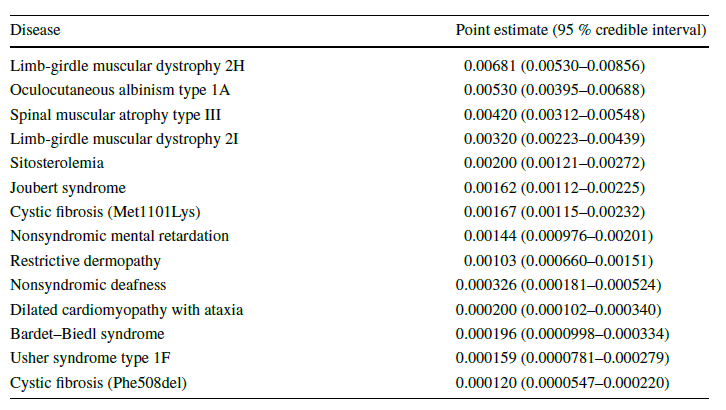 Disease Point estimate (95 % credible interval)
Limb-girdle muscular dystrophy 2H 0.00681 (0.00530–0.00856)
Oculocutaneous albinism type 1A 0.00530 (0.00395–0.00688)
Spinal muscular atrophy type III 0.00420 (0.00312–0.00548)
Limb-girdle muscular dystrophy 2I 0.00320 (0.00223–0.00439)
Sitosterolemia 0.00200 (0.00121–0.00272)
Joubert syndrome 0.00162 (0.00112–0.00225)
Cystic fibrosis (Met1101Lys) 0.00167 (0.00115–0.00232)
Nonsyndromic mental retardation 0.00144 (0.000976–0.00201)
Restrictive dermopathy 0.00103 (0.000660–0.00151)
Nonsyndromic deafness 0.000326 (0.000181–0.000524)
Dilated cardiomyopathy with ataxia 0.000200 (0.000102–0.000340)
Bardet–Biedl syndrome 0.000196 (0.0000998–0.000334)
Usher syndrome type 1F 0.000159 (0.0000781–0.000279)
Cystic fibrosis (Phe508del) 0.000120 (0.0000547–0.000220)